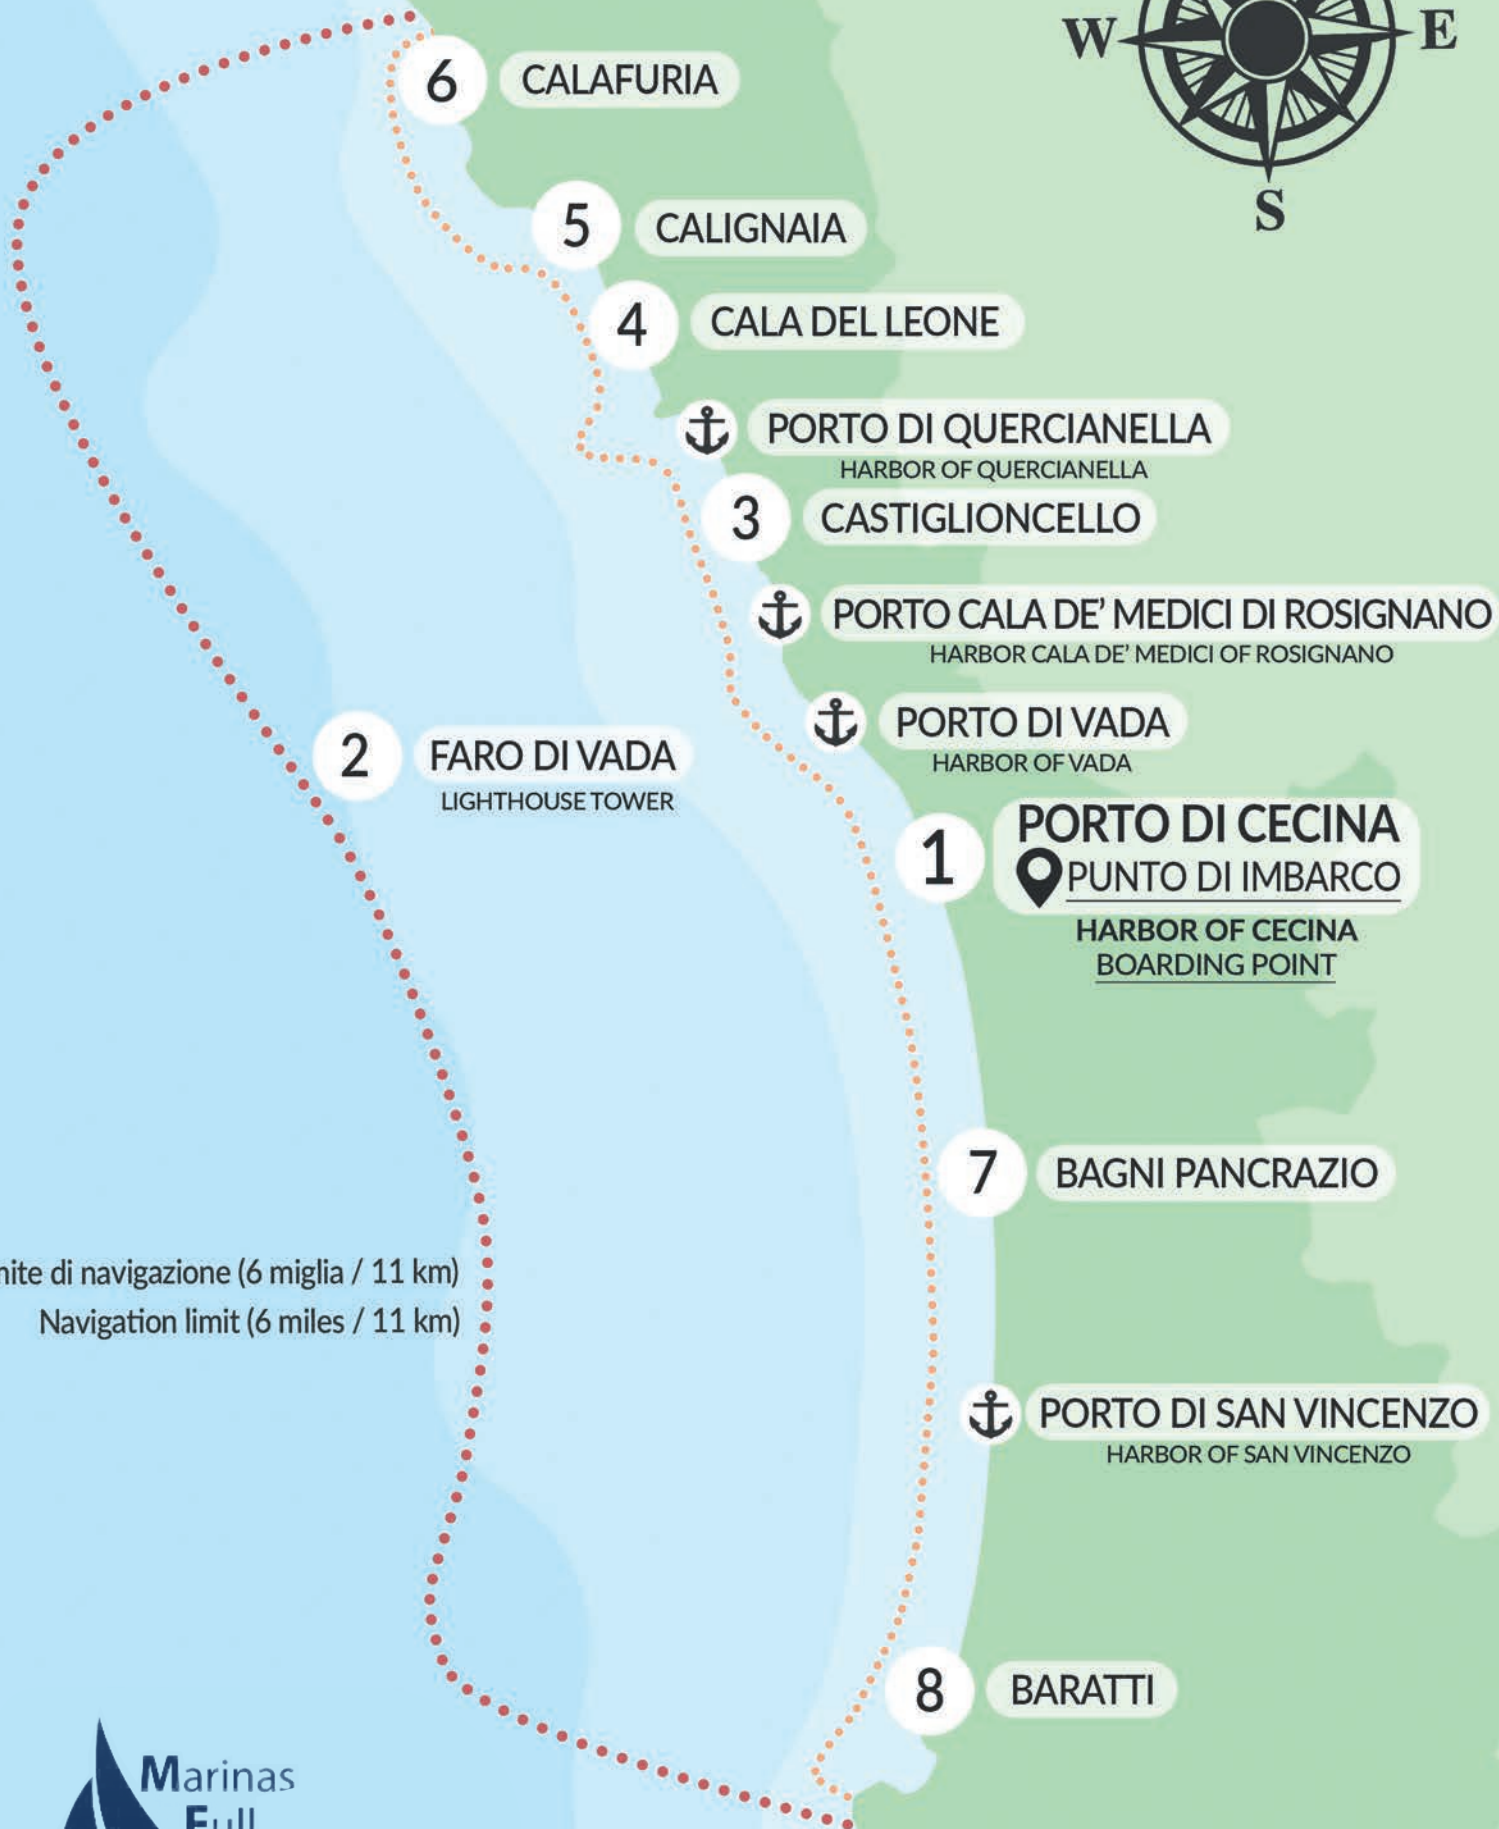 W
E
S
6
CALAFURIA
5
CALIGNAIA
4
CALA DEL LEONE
PORTO DI QUERCIANELLA
HARBOR OF QUERCIANELLA
3
CASTIGLIONCELLO
PORTO CALA DE’ MEDICI DI ROSIGNANO
HARBOR CALA DE’ MEDICI OF ROSIGNANO
PORTO DI VADA
HARBOR OF VADA
2
FARO DI VADA
LIGHTHOUSE TOWER
1
PORTO DI CECINA
PUNTO DI IMBARCO
HARBOR OF CECINA
BOARDING POINT
7
BAGNI PANCRAZIO
di navigazione (6 miglia / 11 km)
Navigation limit (6 miles / 11 km)
PORTO DI SAN VINCENZO
HARBOR OF SAN VINCENZO
8
BARATTI
Marinas
Full